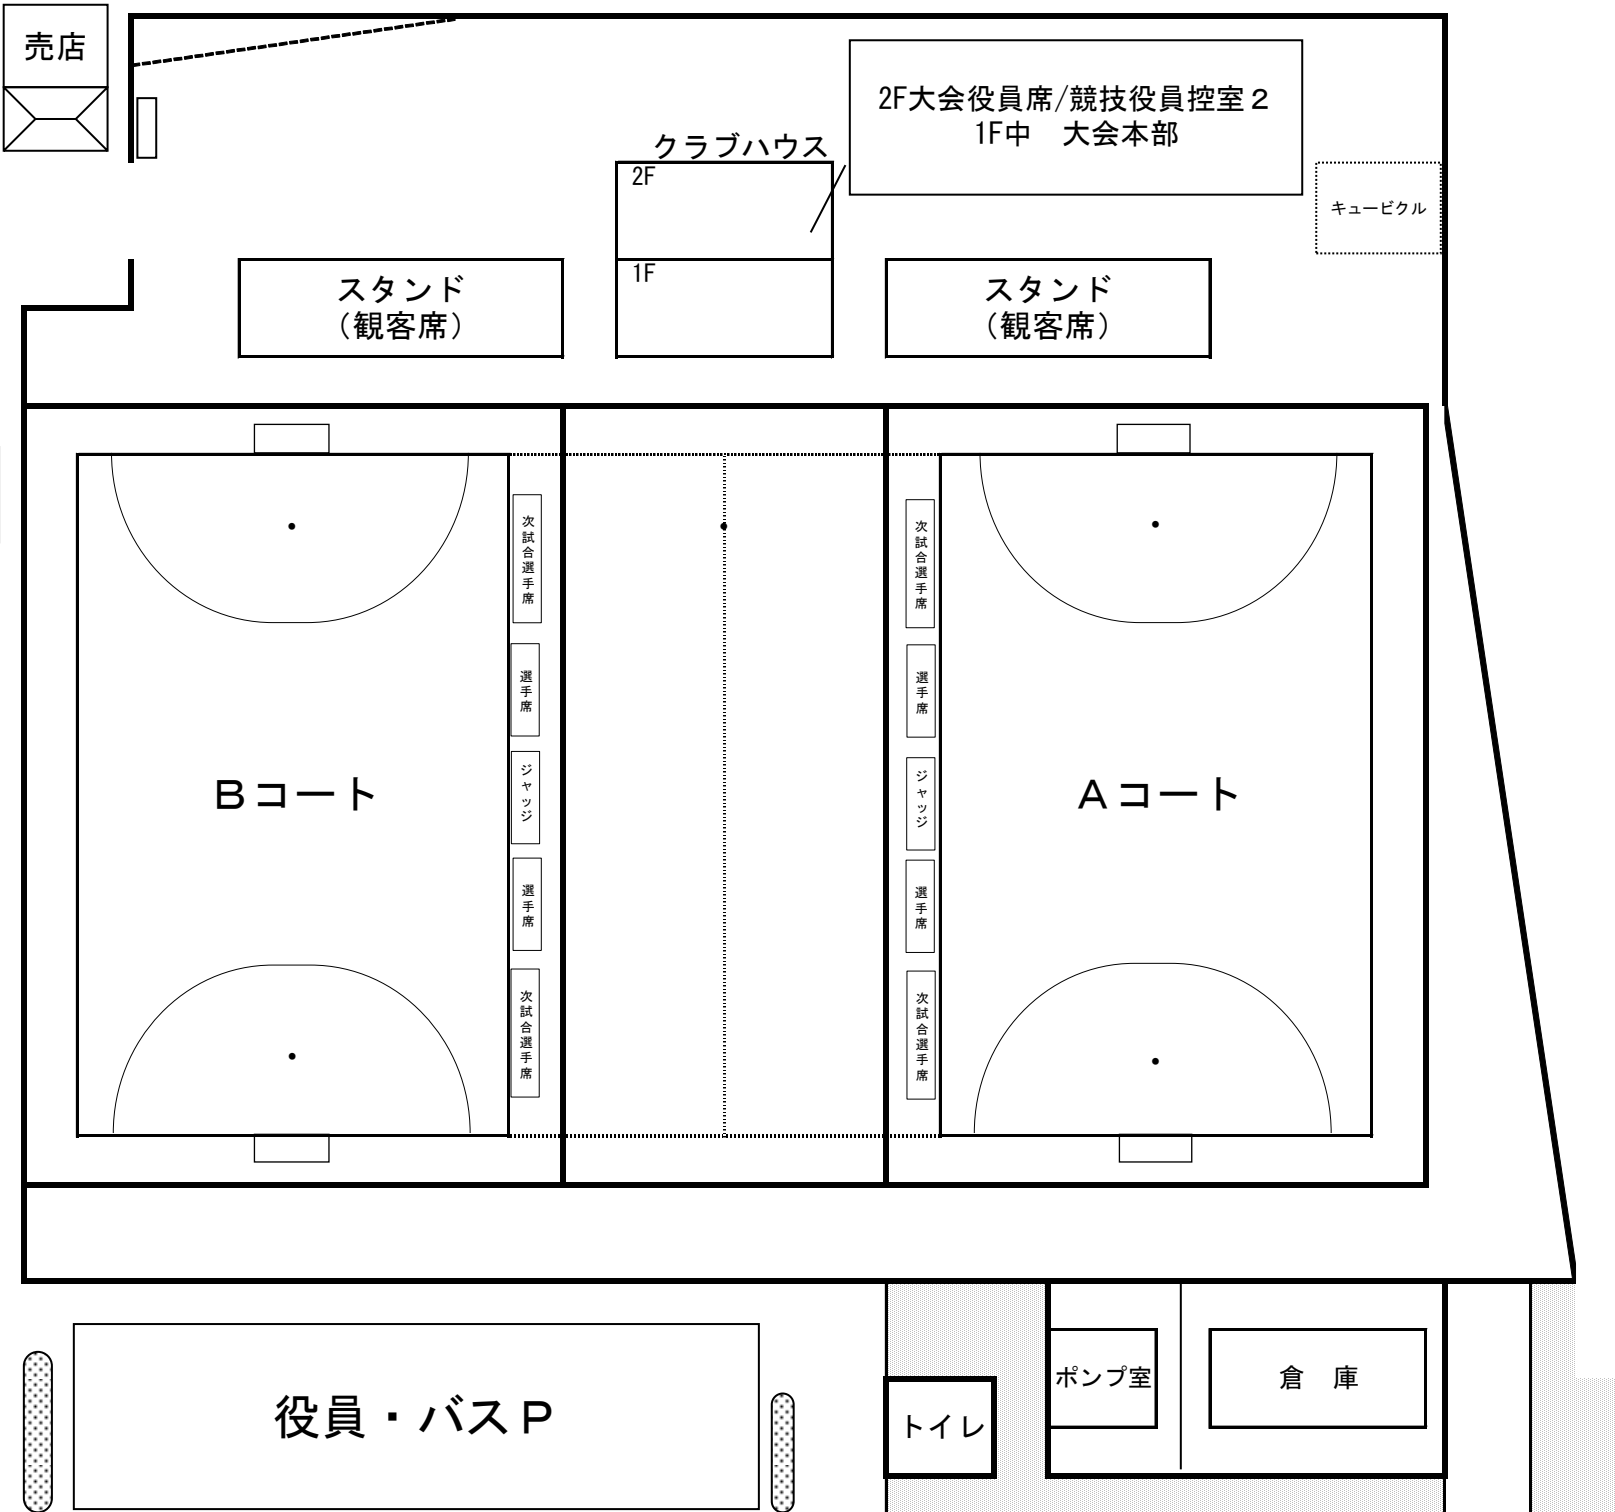 売店
2F大会役員席/競技役員控室２
1F中　大会本部
クラブハウス
2F
キュービクル
1F
スタンド
（観客席）
スタンド
（観客席）
次試合選手席
次試合選手席
選手席
選手席
ジャッジ
ジャッジ
Ｂコート
Ａコート
選手席
選手席
次試合選手席
次試合選手席
役員・バスＰ
トイレ
ポンプ室
倉　庫